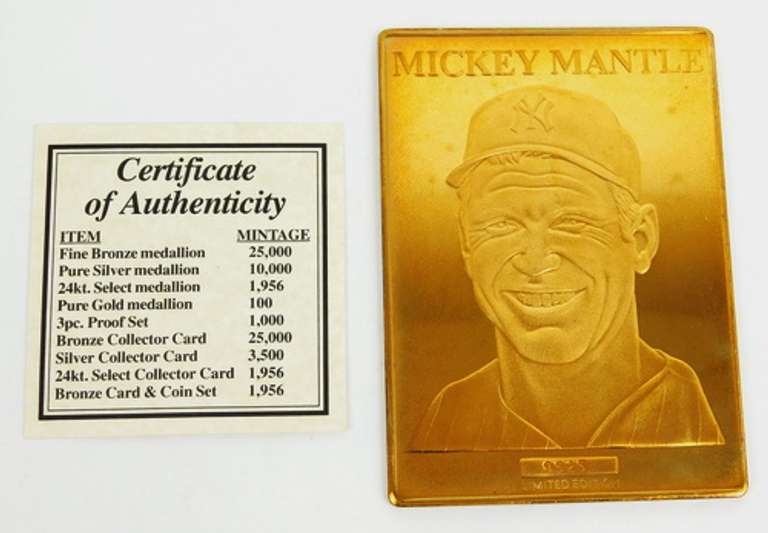 Certificate
of Authenticity
ITEM MINTAGE
Fine Bronze medallion 25,000
Pure Silver medallion 10,000
24kt. Select medallion 1,956
Pure Gold medallion 100
3pc. Proof Set 1,000
Bronze Collector Card 25,000
Silver Collector Card 3,500
24kt. Select Collector Card 1,956
Bronze Card & Coin Set 1,956
MICKEY MANTLE
NY
LIMITED EDITION